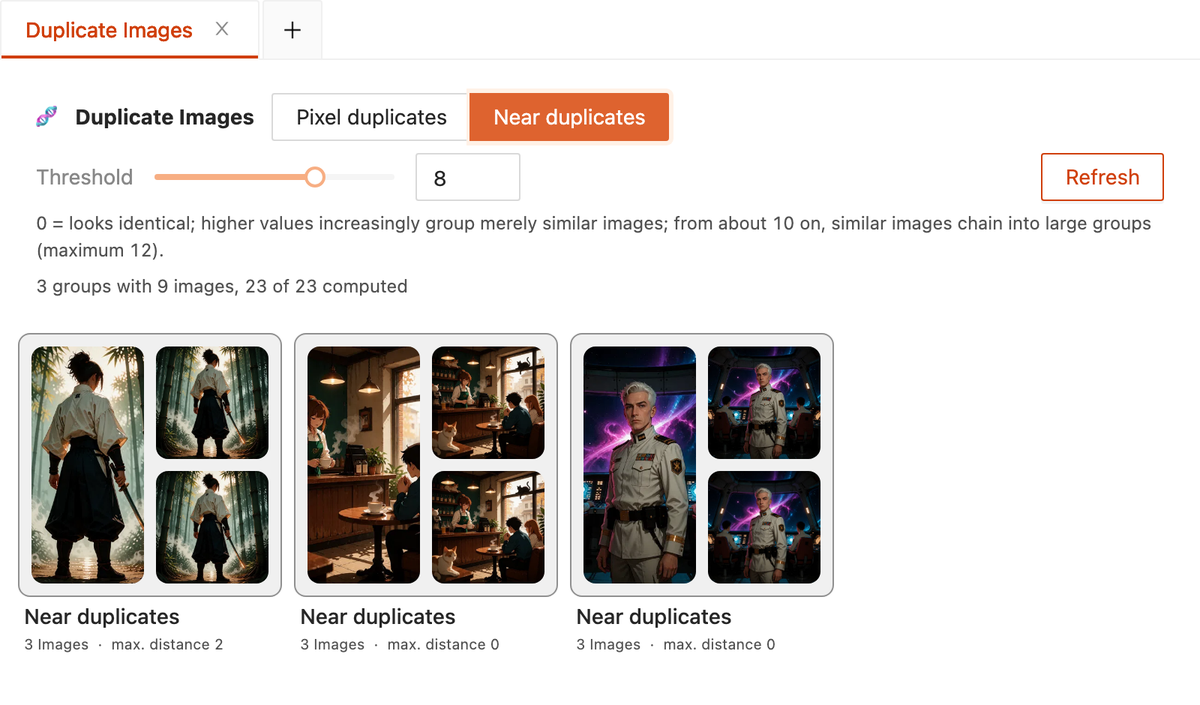 Duplicate Images
Duplicate Images
Pixel duplicates
Near duplicates
Threshold
8
Refresh
0 = looks identical; higher values increasingly group merely similar images; from about 10 on, similar images chain into large groups
(maximum 12).
3 groups with 9 images, 23 of 23 computed
Near duplicates
3 Images · max. distance 2
Near duplicates
3 Images · max. distance 0
Near duplicates
3 Images · max. distance 0